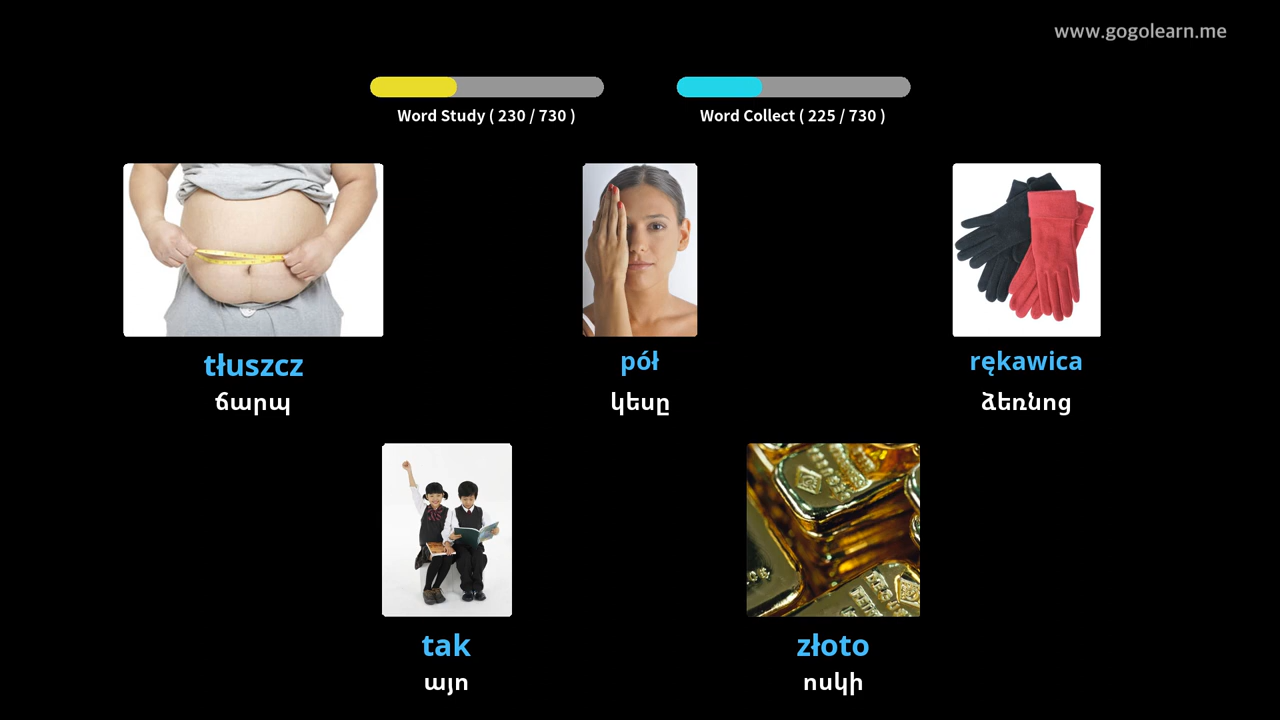 www.gogolearn.me
Word Study ( 230 / 730 )
Word Collect ( 225 / 730 )
tłuszcz
ճարպ
pół
կեսը
rękawica
ձեռնոց
tak
այո
złoto
ոսկի